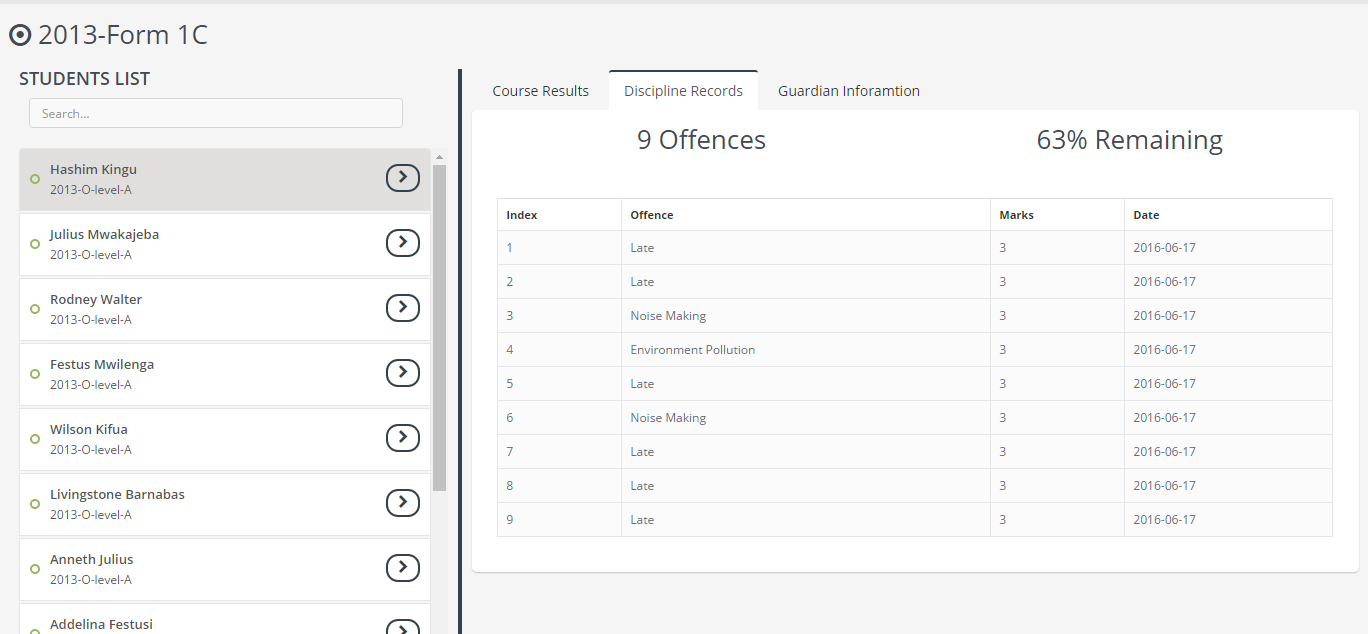 2013-Form 1C
STUDENTS LIST
Search...
Hashim Kingu
2013-O-level-A
Julius Mwakajeba
2013-O-level-A
Rodney Walter
2013-O-level-A
Festus Mwilenga
2013-O-level-A
Wilson Kifua
2013-O-level-A
Livingstone Barnabas
2013-O-level-A
Anneth Julius
2013-O-level-A
Addelina Festusi
Course Results Discipline Records Guardian Inforamtion
9 Offences 63% Remaining
Index Offence Marks Date
1 Late 3 2016-06-17
2 Late 3 2016-06-17
3 Noise Making 3 2016-06-17
4 Environment Pollution 3 2016-06-17
5 Late 3 2016-06-17
6 Noise Making 3 2016-06-17
7 Late 3 2016-06-17
8 Late 3 2016-06-17
9 Late 3 2016-06-17